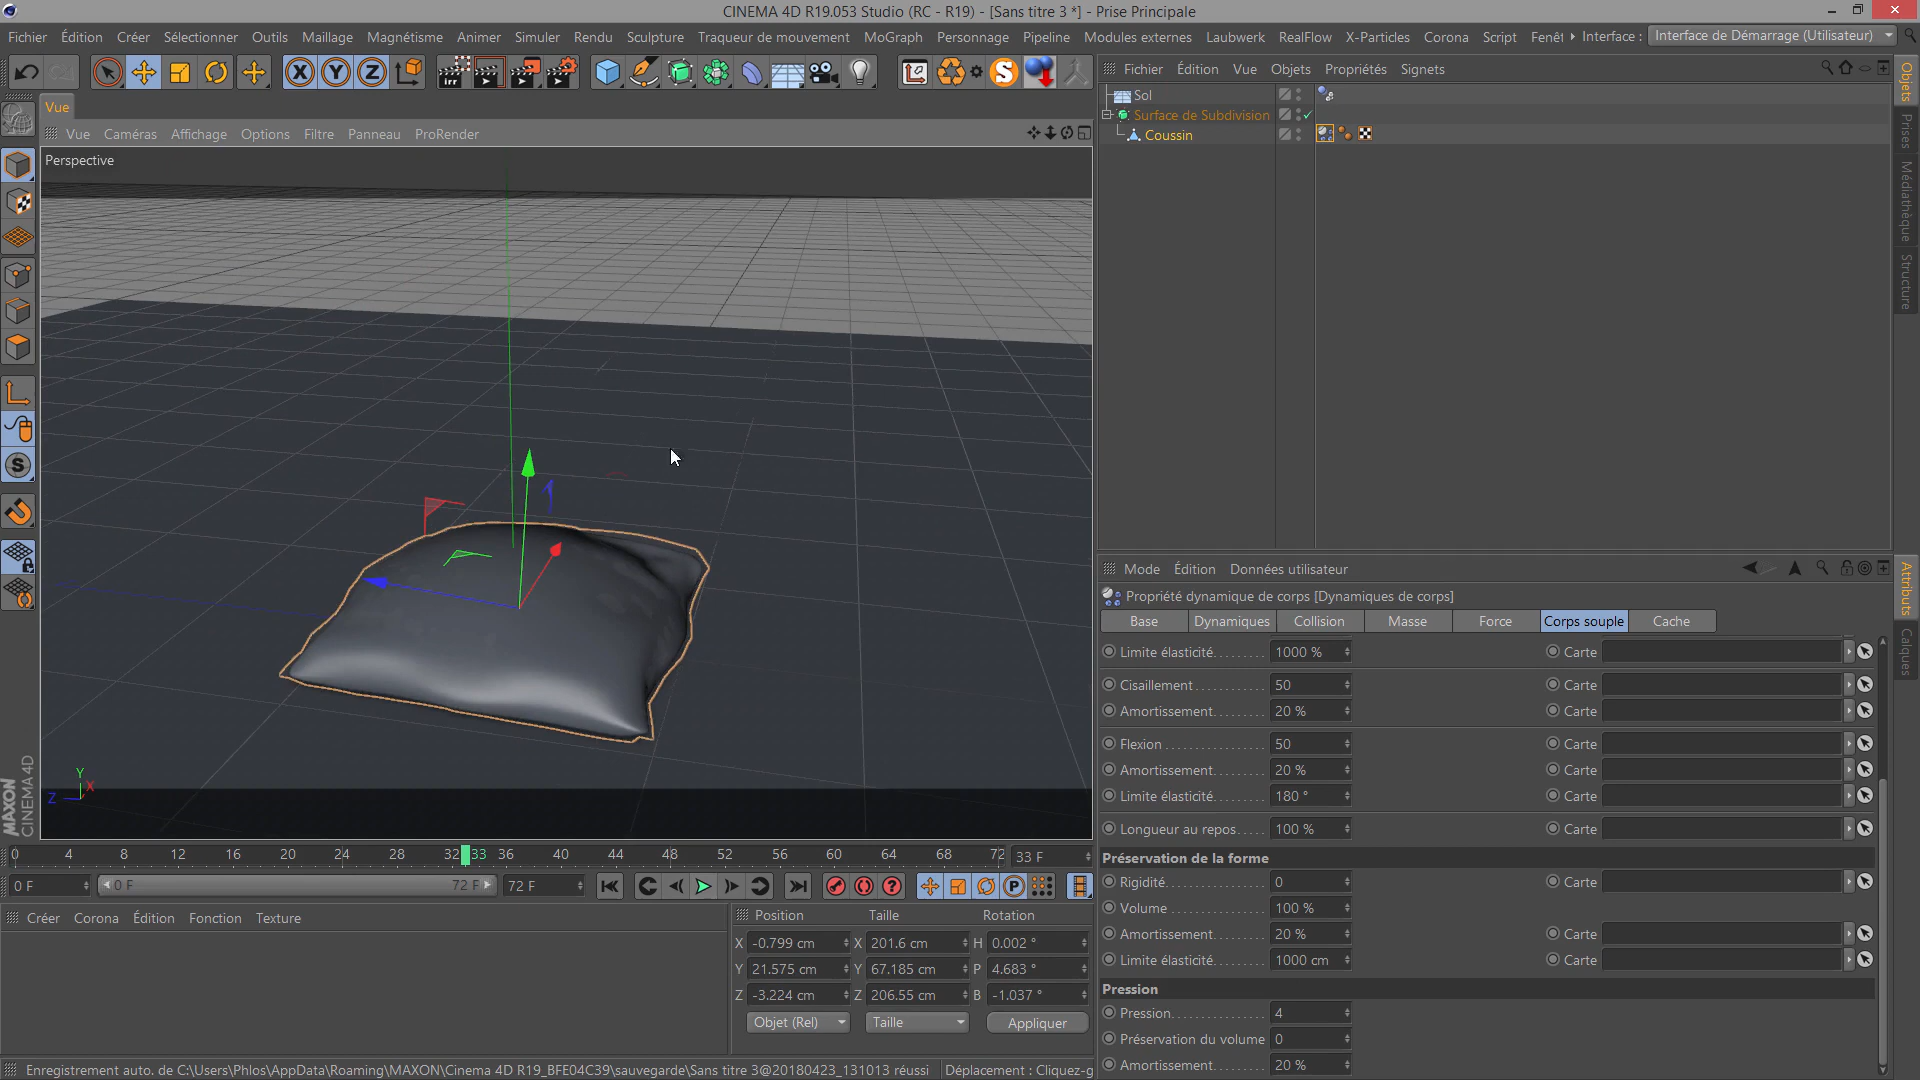 CINEMA 4D R19.053 Studio (RC - R19) - [Sans titre 3 *] - Prise Principale
Fichier Édition Créer Sélectionner Outils Maillage Magnétisme Animer Simuler Rendu Sculpture Traqueur de mouvement MoGraph Personnage Pipeline Modules externes Laubwerk RealFlow X-Particles Corona Script Fenêt Interface : Interface de Démarrage (Utilisateur)
X Y Z
Vue
Vue Caméras Affichage Options Filtre Panneau ProRender
Perspective
Y
X
Z
MAXON
CINEMA 4D
0 4 8 12 16 20 24 28 32 33 36 40 44 48 52 56 60 64 68 72 33 F
0 F 0 F 72 F 72 F
Créer Corona Édition Fonction Texture
Position Taille Rotation
X -0.799 cm X 201.6 cm H 0.002 °
Y 21.575 cm Y 67.185 cm P 4.683 °
Z -3.224 cm Z 206.55 cm B -1.037 °
Objet (Rel) Taille Appliquer
Enregistrement auto. de C:\Users\Phlos\AppData\Roaming\MAXON\Cinema 4D R19_BFE04C39\sauvegarde\Sans titre 3@20180423_131013 réussi Déplacement : Cliquez-g
Fichier Édition Vue Objets Propriétés Signets
Sol
Surface de Subdivision
Coussin
Objets
Prises
Médiathèque
Structure
Mode Édition Données utilisateur
Propriété dynamique de corps [Dynamiques de corps]
Base Dynamiques Collision Masse Force Corps souple Cache
Limite élasticité 1000 % Carte
Cisaillement 50 Carte
Amortissement 20 % Carte
Flexion 50 Carte
Amortissement 20 % Carte
Limite élasticité 180 ° Carte
Longueur au repos 100 % Carte
Préservation de la forme
Rigidité 0 Carte
Volume 100 %
Amortissement 20 % Carte
Limite élasticité 1000 cm Carte
Pression
Pression 4
Préservation du volume 0
Amortissement 20 %
Attributs
Calques